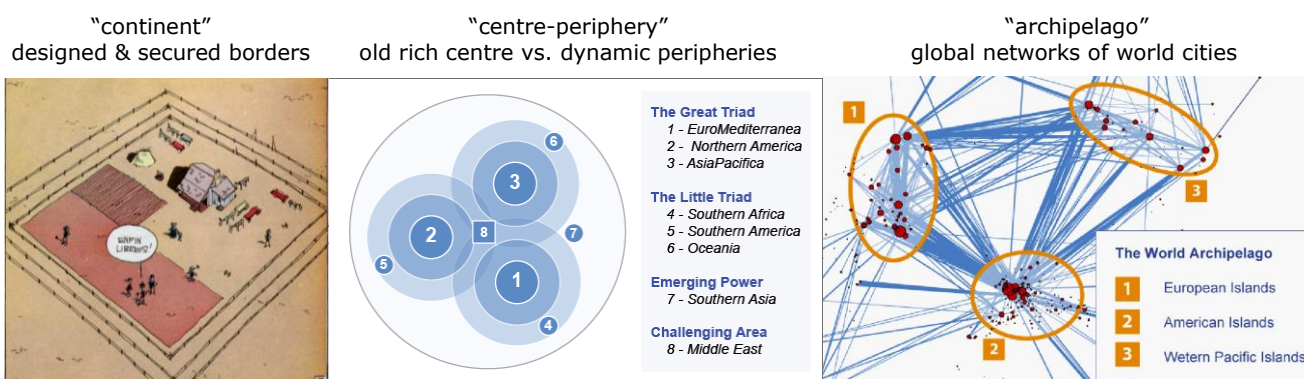 “continent”
designed & secured borders
“centre-periphery”
old rich centre vs. dynamic peripheries
“archipelago”
global networks of world cities
ENFIN
LIBRES!
6
3
2
8
7
5
1
4
The Great Triad
1 - EuroMediterranea
2 - Northern America
3 - AsiaPacifica
The Little Triad
4 - Southern Africa
5 - Southern America
6 - Oceania
Emerging Power
7 - Southern Asia
Challenging Area
8 - Middle East
1
3
2
The World Archipelago
1 European Islands
2 American Islands
3 Wetern Pacific Islands